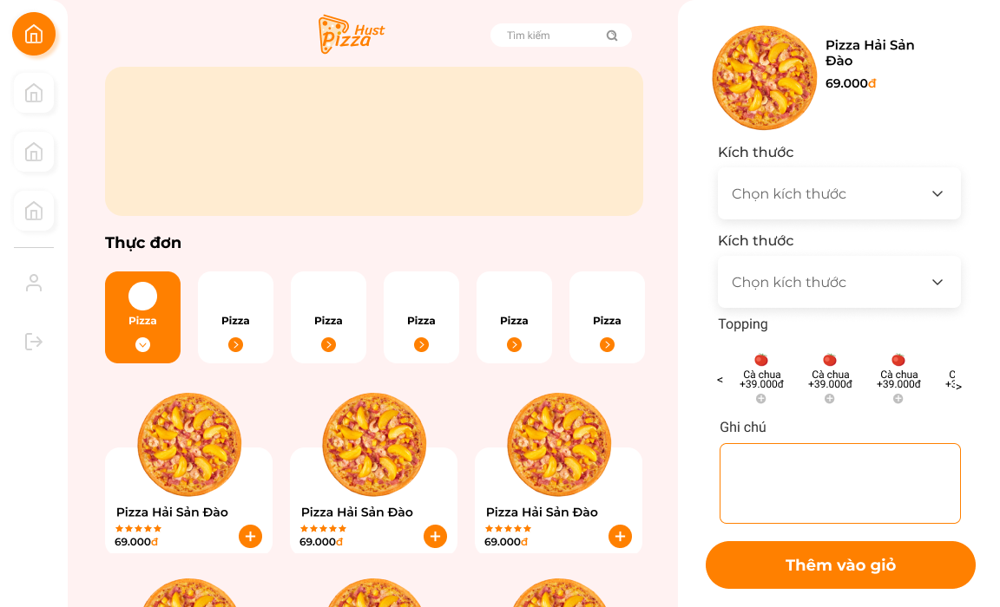 Hust
Pizza
Tìm kiếm
Thực đơn
Pizza
Pizza
Pizza
Pizza
Pizza
Pizza
Pizza Hải Sản Đào
69.000đ
Pizza Hải Sản Đào
69.000đ
Pizza Hải Sản Đào
69.000đ
Pizza Hải Sản
Đào
69.000đ
Kích thước
Chọn kích thước
Kích thước
Chọn kích thước
Topping
<
Cà chua
+39.000đ
Cà chua
+39.000đ
Cà chua
+39.000đ
>
Ghi chú
Thêm vào giỏ